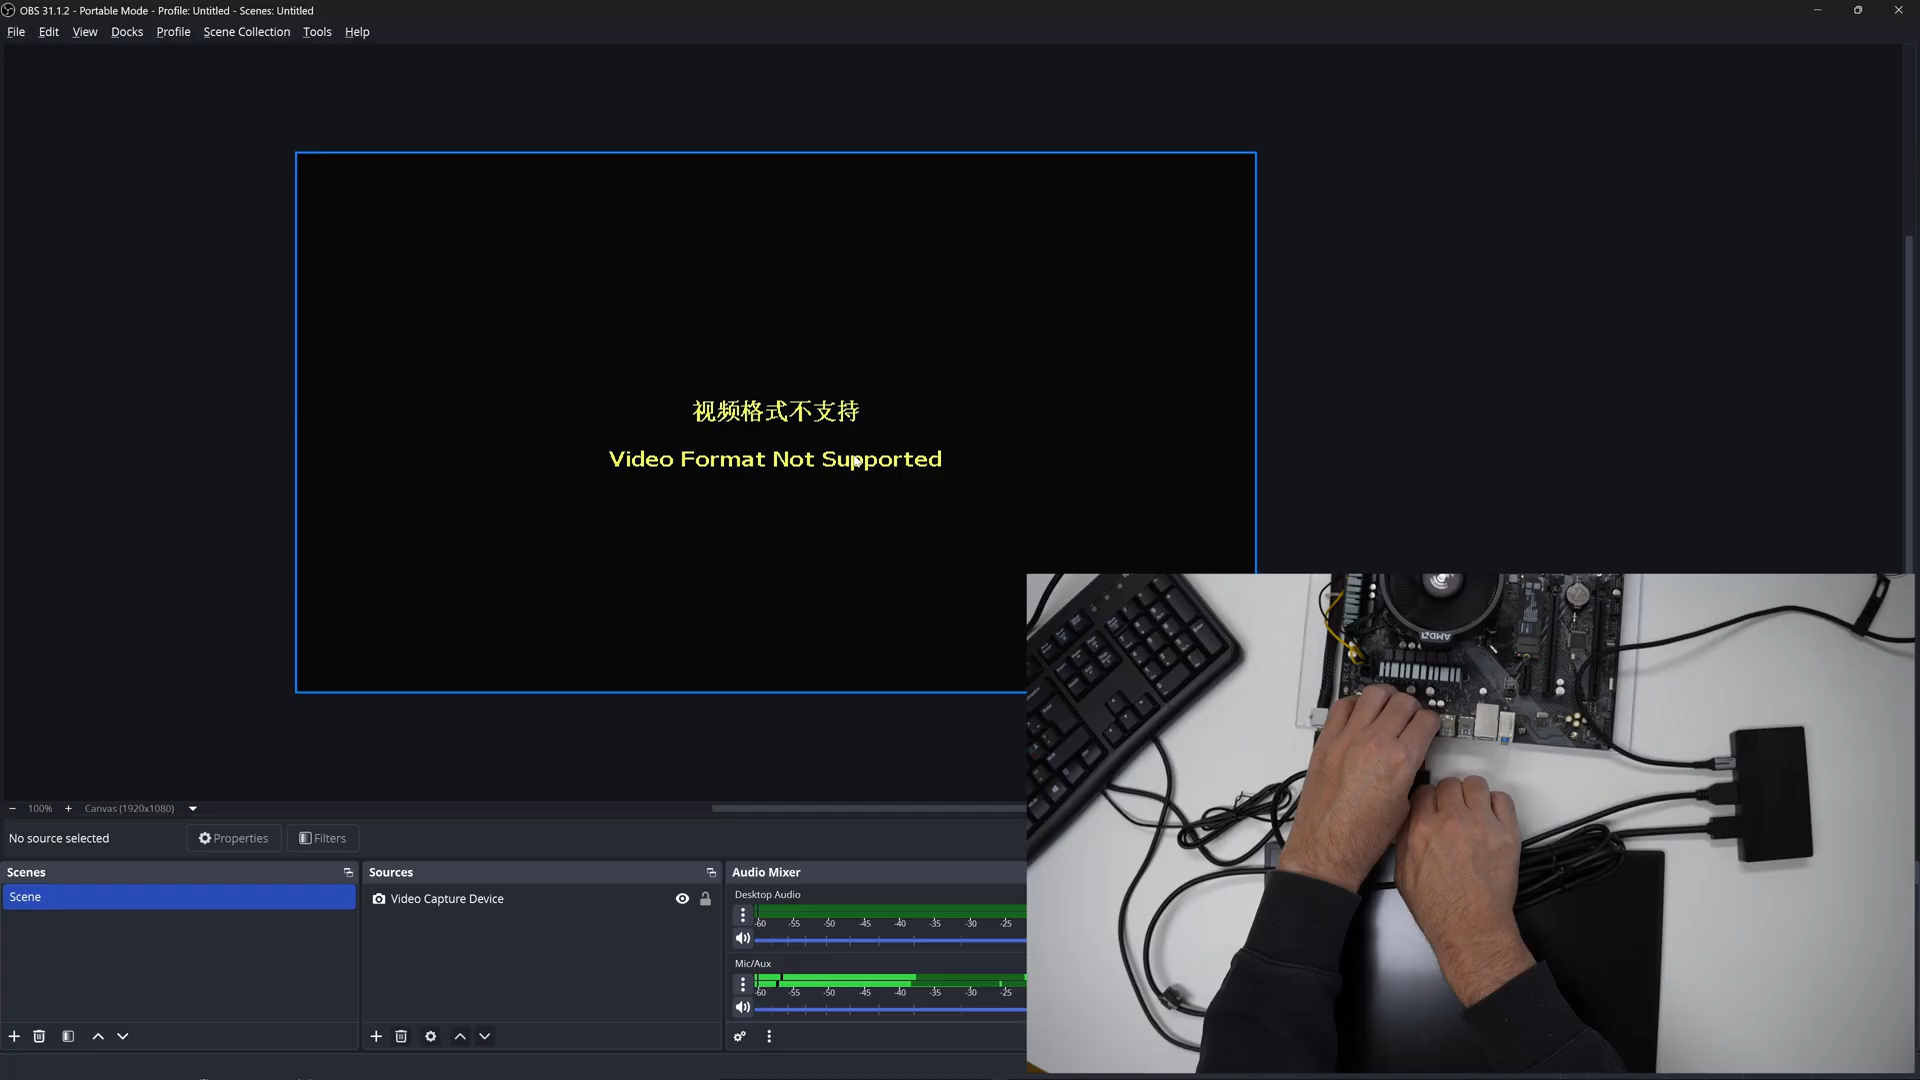 OBS 31.1.2 - Portable Mode - Profile: Untitled - Scenes: Untitled
File Edit View Docks Profile Scene Collection Tools Help
视频格式不支持
Video Format Not Supported
AMD
100% Canvas (1920x1080)
No source selected Properties Filters
Scenes Sources Audio Mixer
Scene
Video Capture Device
Desktop Audio
-60 -55 -50 -45 -40 -35 -30 -25
Mic/Aux
-60 -55 -50 -45 -40 -35 -30 -25